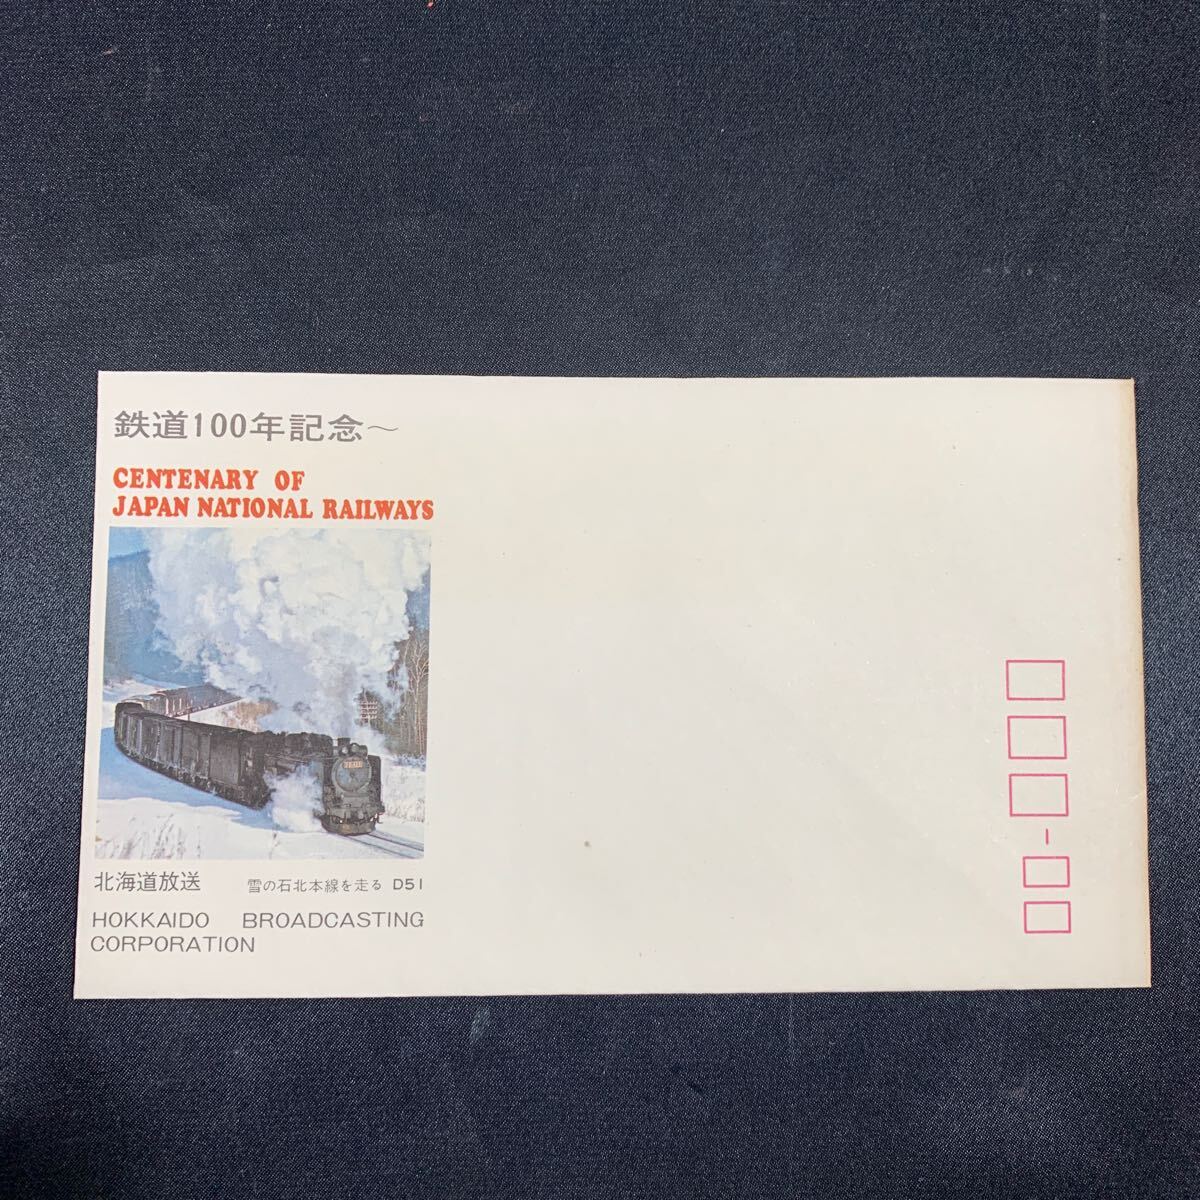 鉄道100年記念～
CENTENARY OF
JAPAN NATIONAL RAILWAYS
北海道放送 雪の石北本線を走る D51
HOKKAIDO BROADCASTING
CORPORATION